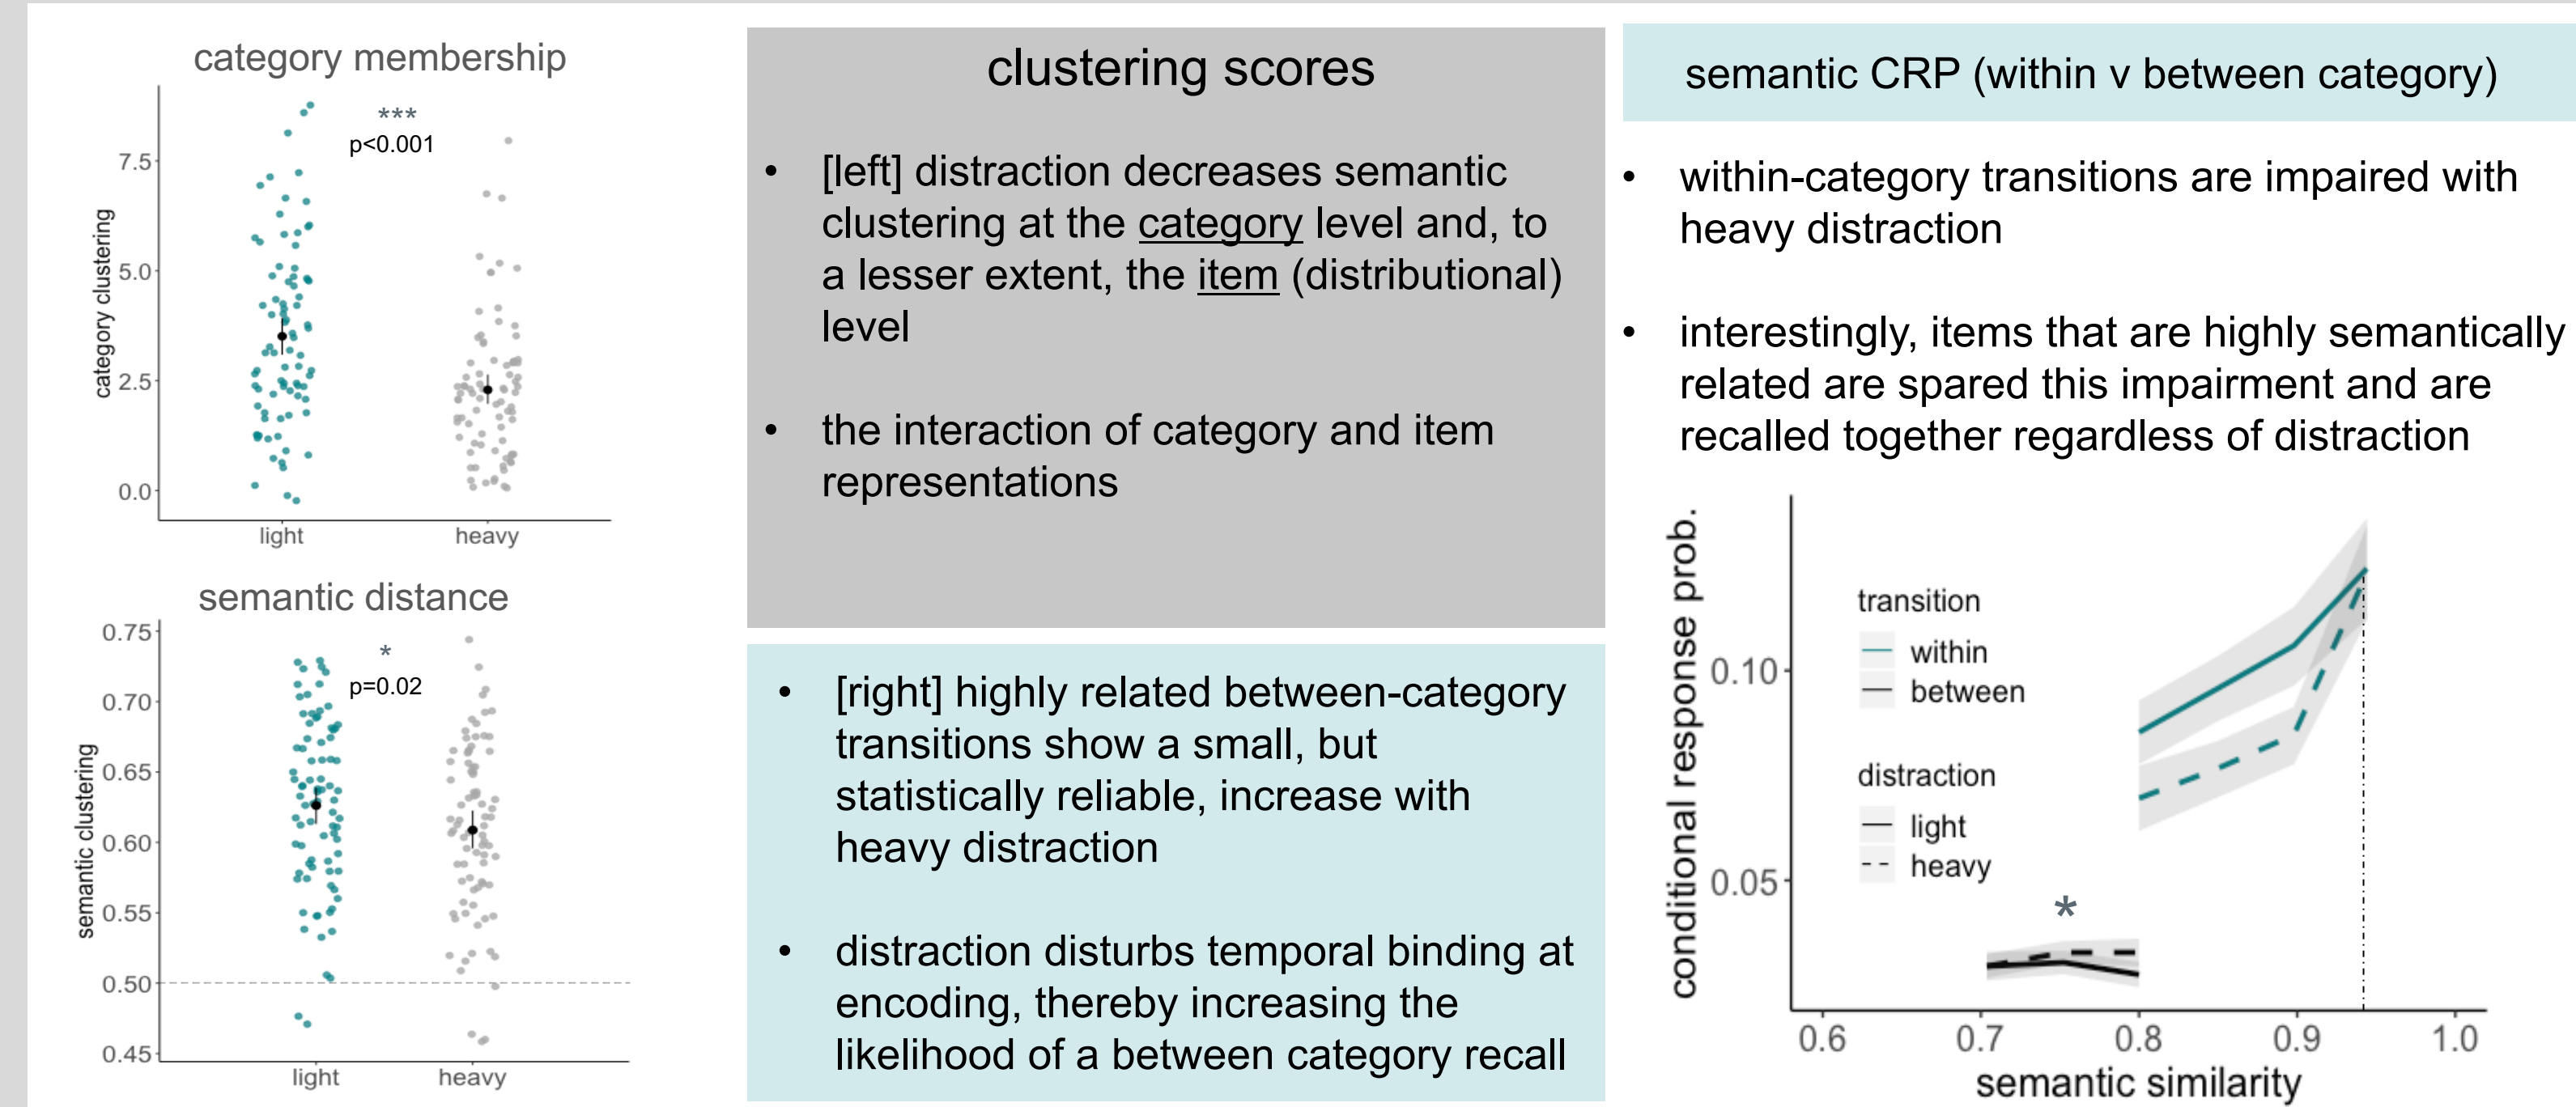 category membership
***
p<0.001
category clustering
7.5
5.0
2.5
0.0
light heavy
semantic distance
*
p=0.02
semantic clustering
0.75
0.70
0.65
0.60
0.55
0.50
0.45
light heavy
clustering scores
• [left] distraction decreases semantic
clustering at the category level and, to
a lesser extent, the item (distributional)
level
• the interaction of category and item
representations
• [right] highly related between-category
transitions show a small, but
statistically reliable, increase with
heavy distraction
• distraction disturbs temporal binding at
encoding, thereby increasing the
likelihood of a between category recall
semantic CRP (within v between category)
• within-category transitions are impaired with
heavy distraction
• interestingly, items that are highly semantically
related are spared this impairment and are
recalled together regardless of distraction
conditional response prob.
0.10
0.05
transition
within
between
distraction
light
heavy
*
0.6 0.7 0.8 0.9 1.0
semantic similarity